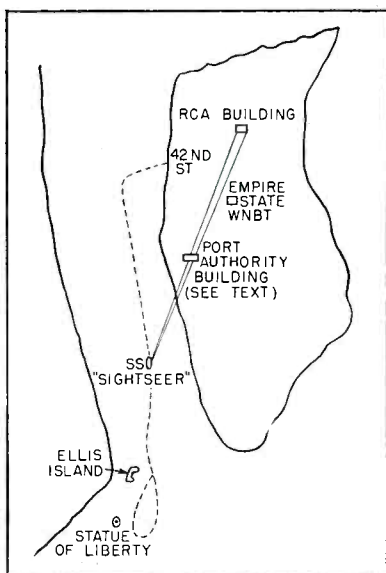 RCA BUILDING
42ND
ST
EMPIRE
STATE
WNBT
PORT
AUTHORITY
BUILDING
(SEE TEXT)
SS
"SIGHTSEER"
ELLIS
ISLAND
STATUE
OF LIBERTY